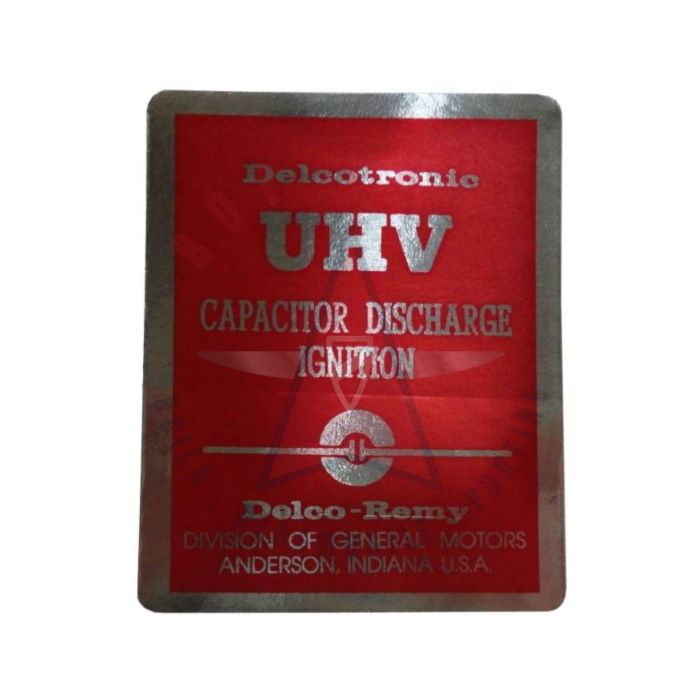 Delcotronic
UHV
CAPACITOR DISCHARGE
IGNITION
Delco-Remy
DIVISION OF GENERAL MOTORS
ANDERSON, INDIANA U.S.A.